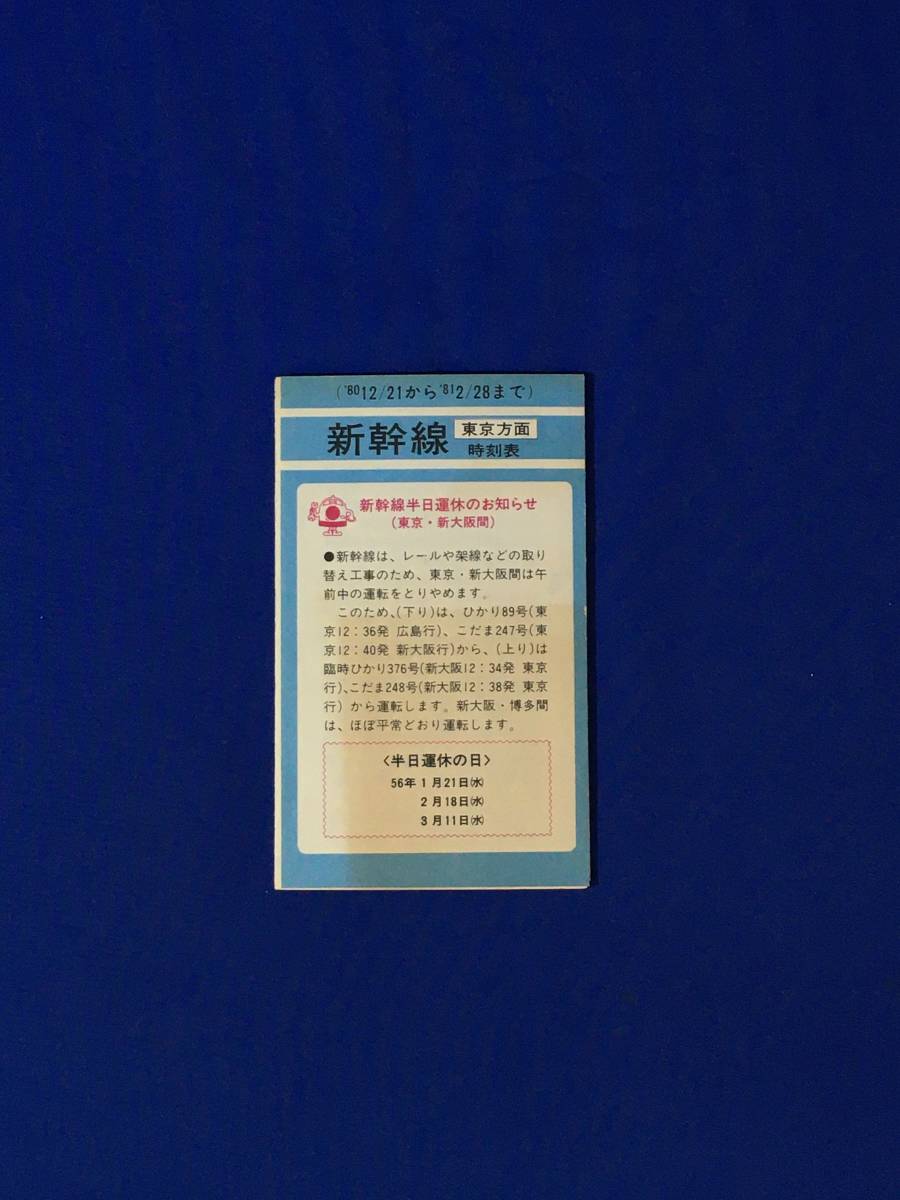 ('80 12/21から'81 2/28まで)
新幹線 東京方面
時刻表
新幹線半日運休のお知らせ
(東京・新大阪間)
●新幹線は、レールや架線などの取り
替え工事のため、東京・新大阪間は午
前中の運転をとりやめます。
このため、(下り)は、ひかり89号(東
京12:36発 広島行)、こだま247号(東
京12:40発 新大阪行)から、(上り)は
臨時ひかり376号(新大阪12:34発 東京
行)、こだま248号(新大阪12:38発 東京
行)から運転します。新大阪・博多間
は、ほぼ平常どおり運転します。
〈半日運休の日〉
56年1月21日㈬
2月18日㈬
3月11日㈬